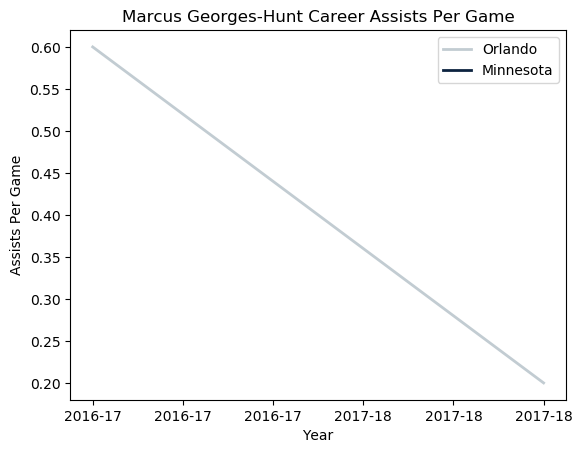 Marcus Georges-Hunt Career Assists Per Game
Orlando
Minnesota
0.60
0.55
0.50
0.45
0.40
0.35
0.30
0.25
0.20
Assists Per Game
2016-17 2016-17 2016-17 2017-18 2017-18 2017-18
Year